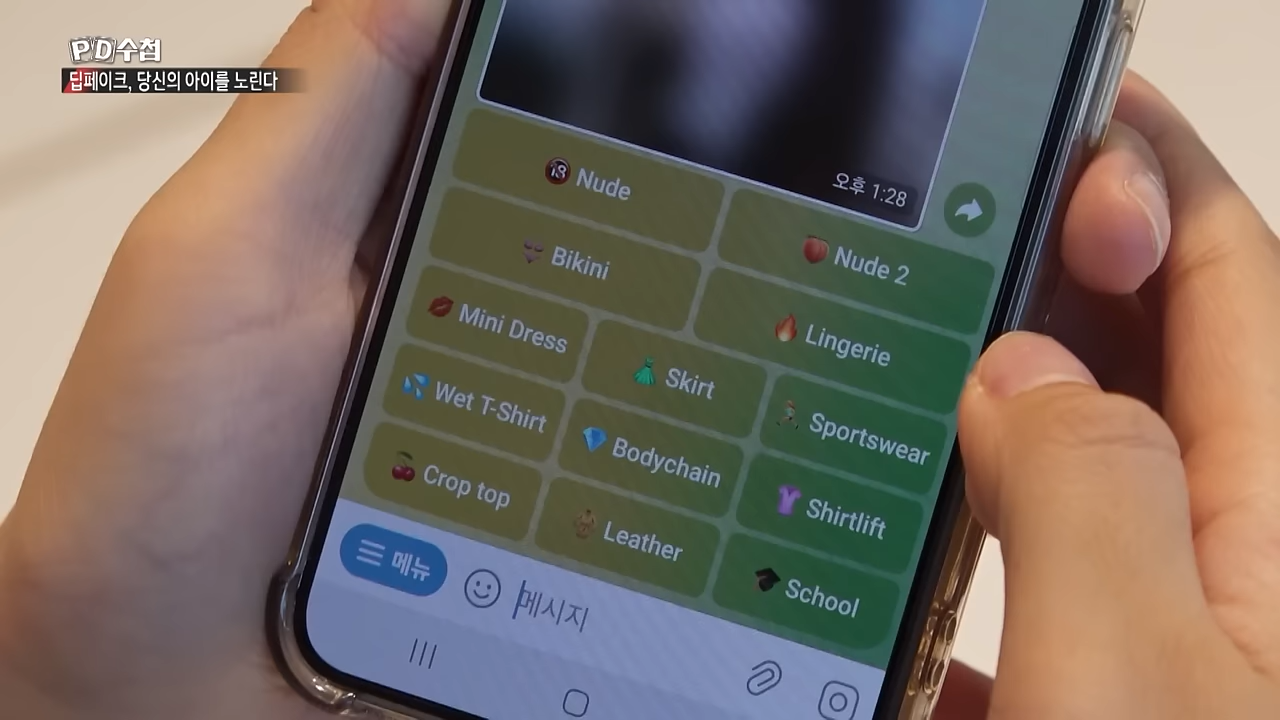 PD수첩
딥페이크, 당신의 아이를 노린다
오후 1:28
Nude
Nude 2
Bikini
Lingerie
Mini Dress
Skirt
Sportswear
Wet T-Shirt
Bodychain
Shirtlift
Crop top
Leather
School
메뉴
메시지